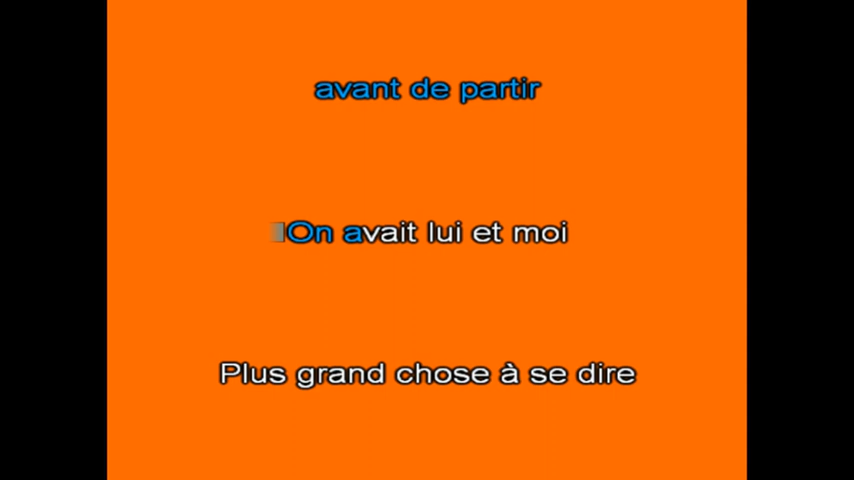 avant de partir
On avait lui et moi
Plus grand chose à se dire